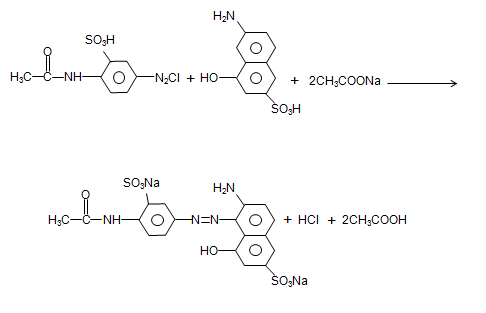 H₂N
SO₃H
O
H₃C–C–NH– –N₂Cl + HO– + 2CH₃COONa
SO₃H
SO₃Na
H₂N
O
H₃C–C–NH– –N=N– + HCl + 2CH₃COOH
HO–
SO₃Na